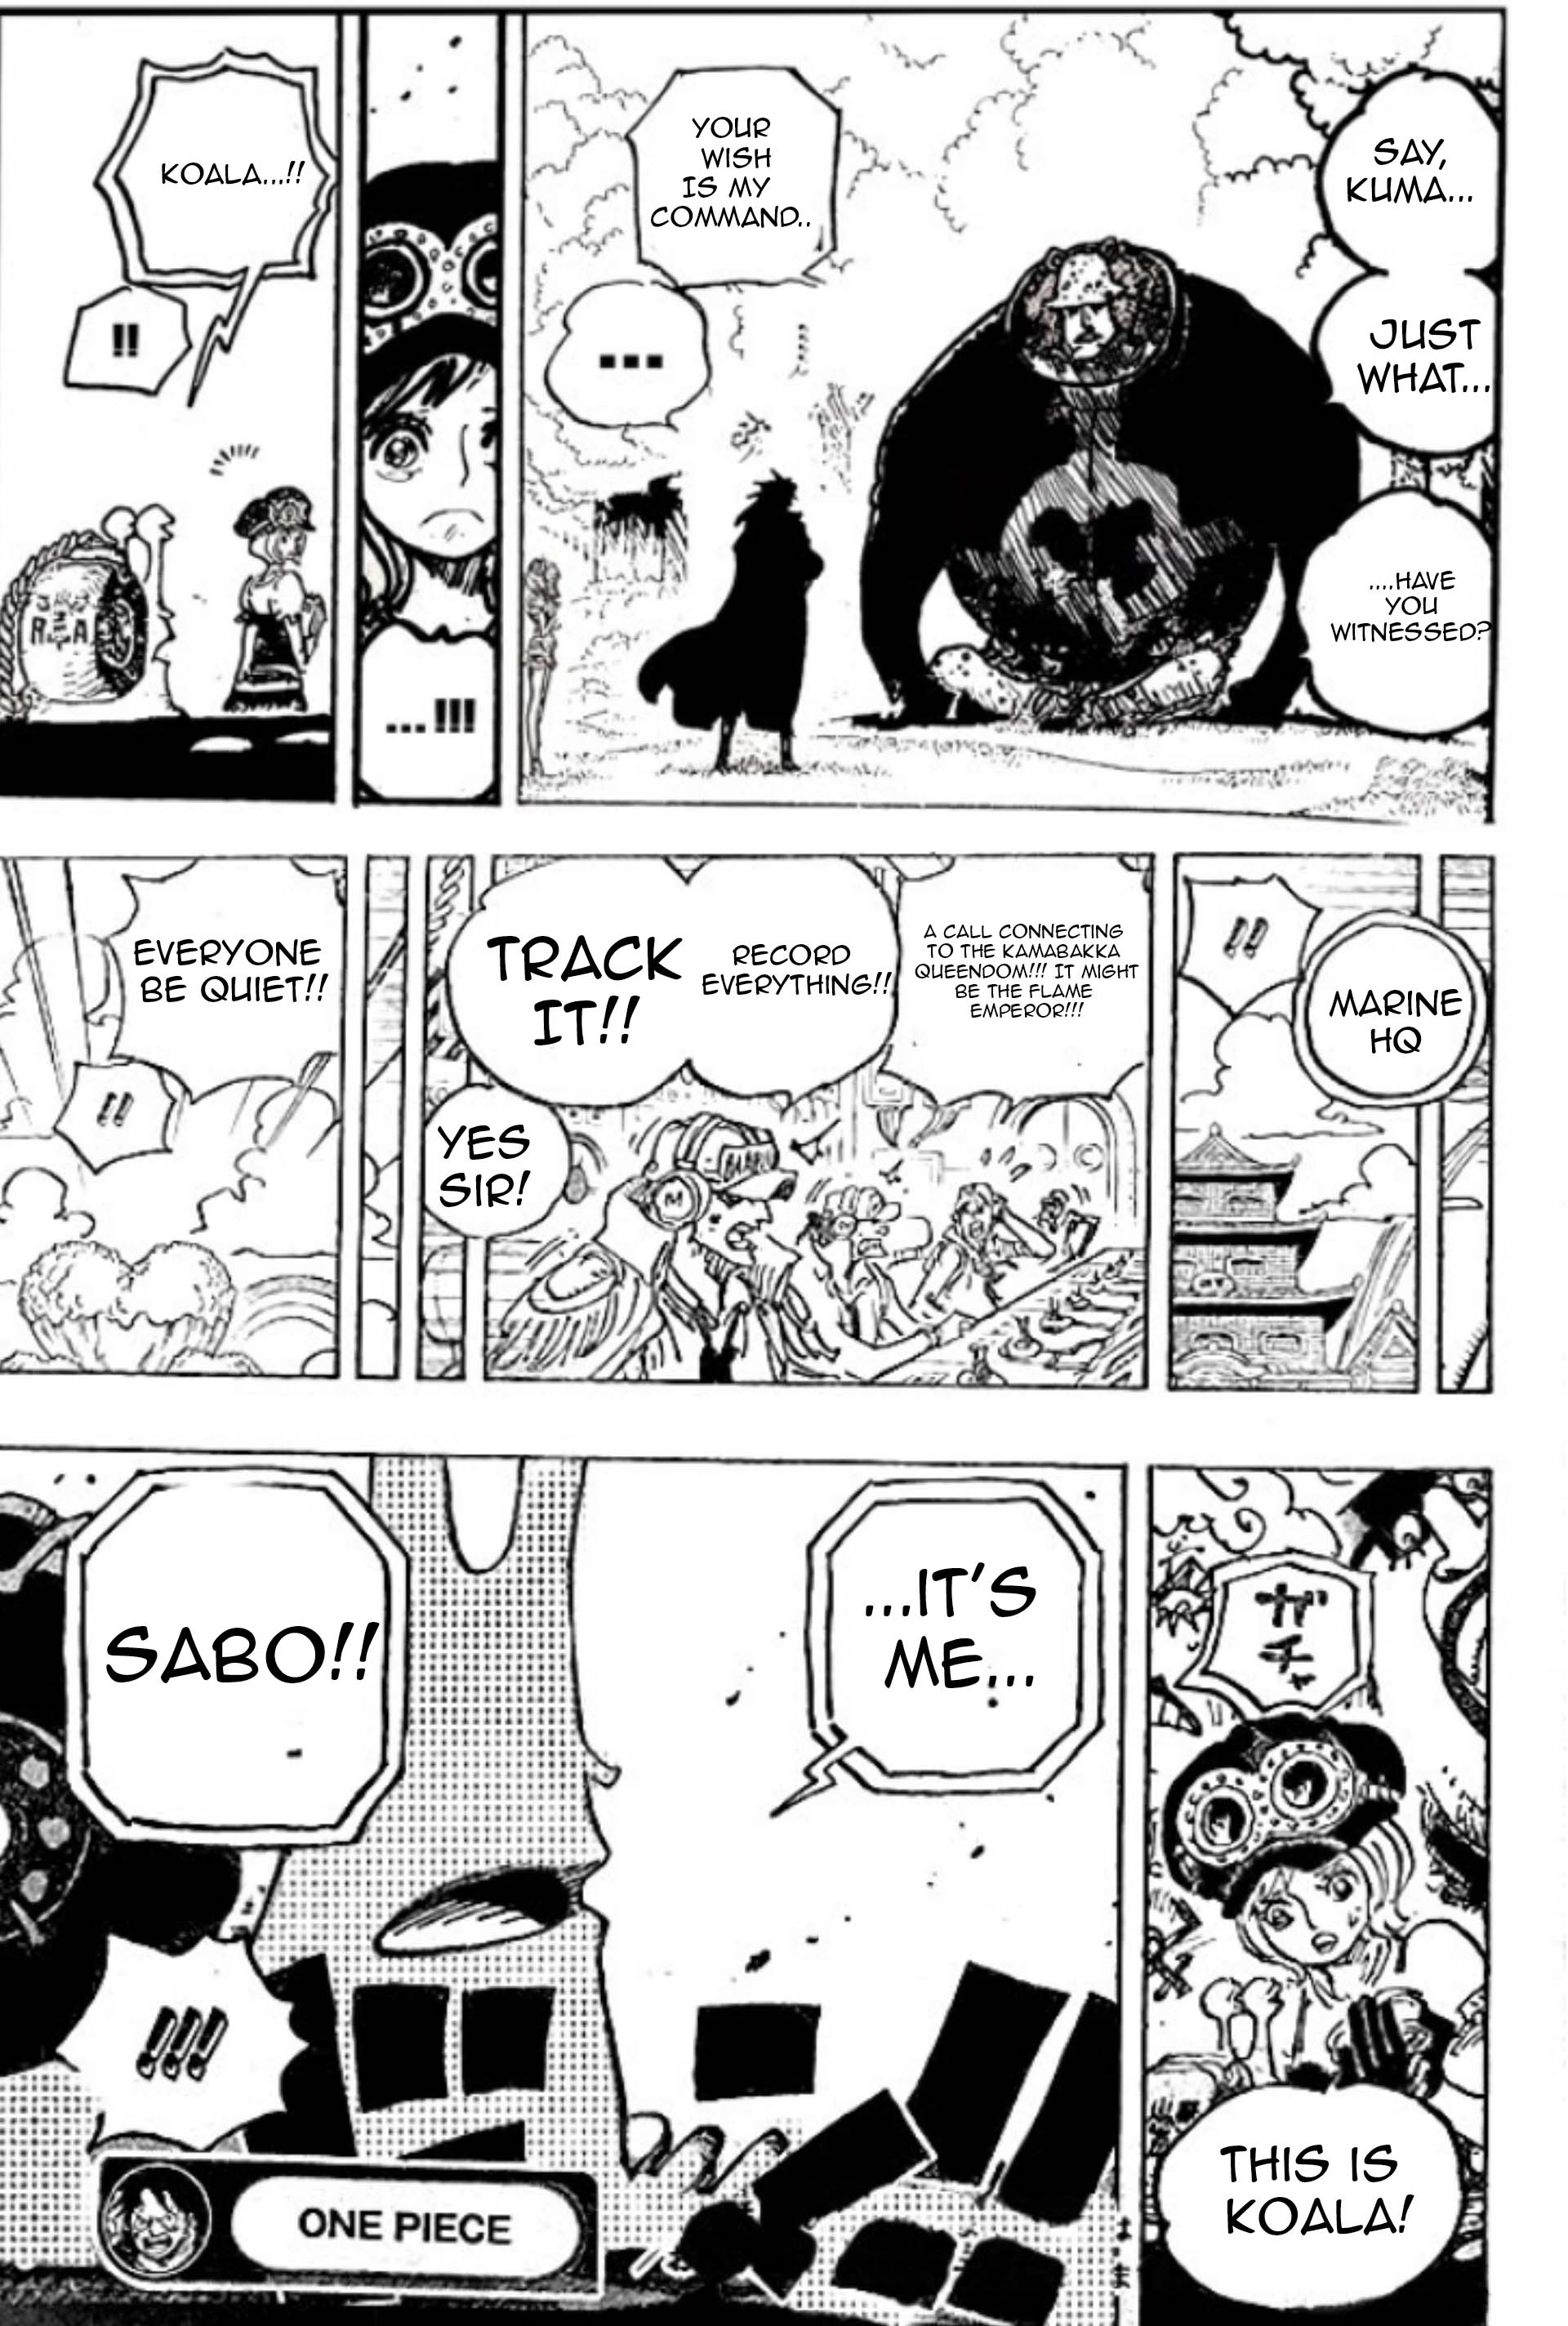 SAY,
KUMA...
JUST
WHAT...
....HAVE
YOU
WITNESSED?
YOUR
WISH
IS MY
COMMAND..
...
...!!!
KOALA...!!
!!
MARINE
HQ
!!
A CALL CONNECTING
TO THE KAMABAKKA
QUEENDOM!!! IT MIGHT
BE THE FLAME
EMPEROR!!!
RECORD
EVERYTHING!!
TRACK
IT!!
YES
SIR!
EVERYONE
BE QUIET!!
!!
ガチャ
THIS IS
KOALA!
...IT'S
ME...
SABO!!
!!!
ONE PIECE